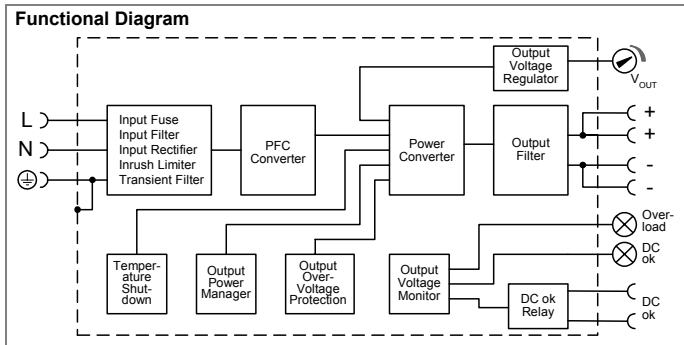 Functional Diagram
Output
Voltage
Regulator
V OUT
L
N
Input Fuse
Input Filter
Input Rectifier
Inrush Limiter
Transient Filter
PFC
Converter
Power
Converter
Output
Filter
+
+
-
-
Temper-
ature
Shut-
down
Output
Power
Manager
Output
Over-
Voltage
Protection
Output
Voltage
Monitor
DC ok
Relay
Over-
load
DC
ok
DC
ok